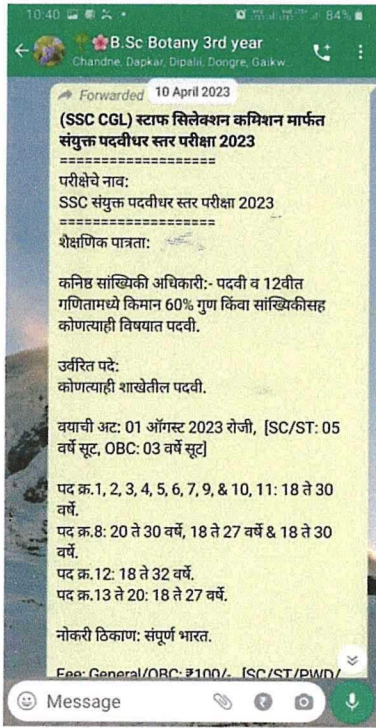 10:40
84%
B.Sc Botany 3rd year
Chandne, Dapkar, Dipali, Dongre, Gaikw...
Forwarded
10 April 2023
(SSC CGL) स्टाफ सिलेक्शन कमिशन मार्फत
संयुक्त पदवीधर स्तर परीक्षा 2023
===================
परीक्षेचे नाव:
SSC संयुक्त पदवीधर स्तर परीक्षा 2023
===================
शैक्षणिक पात्रता:
कनिष्ठ सांख्यिकी अधिकारी:- पदवी व 12वीत
गणितामध्ये किमान 60% गुण किंवा सांख्यिकीसह
कोणत्याही विषयात पदवी.
उर्वरित पदे:
कोणत्याही शाखेतील पदवी.
वयाची अट: 01 ऑगस्ट 2023 रोजी, [SC/ST: 05
वर्षे सूट, OBC: 03 वर्षे सूट]
पद क्र.1, 2, 3, 4, 5, 6, 7, 9, & 10, 11: 18 ते 30
वर्षे.
पद क्र.8: 20 ते 30 वर्षे, 18 ते 27 वर्षे & 18 ते 30
वर्षे.
पद क्र.12: 18 ते 32 वर्षे.
पद क्र.13 ते 20: 18 ते 27 वर्षे.
नोकरी ठिकाण: संपूर्ण भारत.
Fee: General/OBC: ₹100/- [SC/ST/PWD/
Message